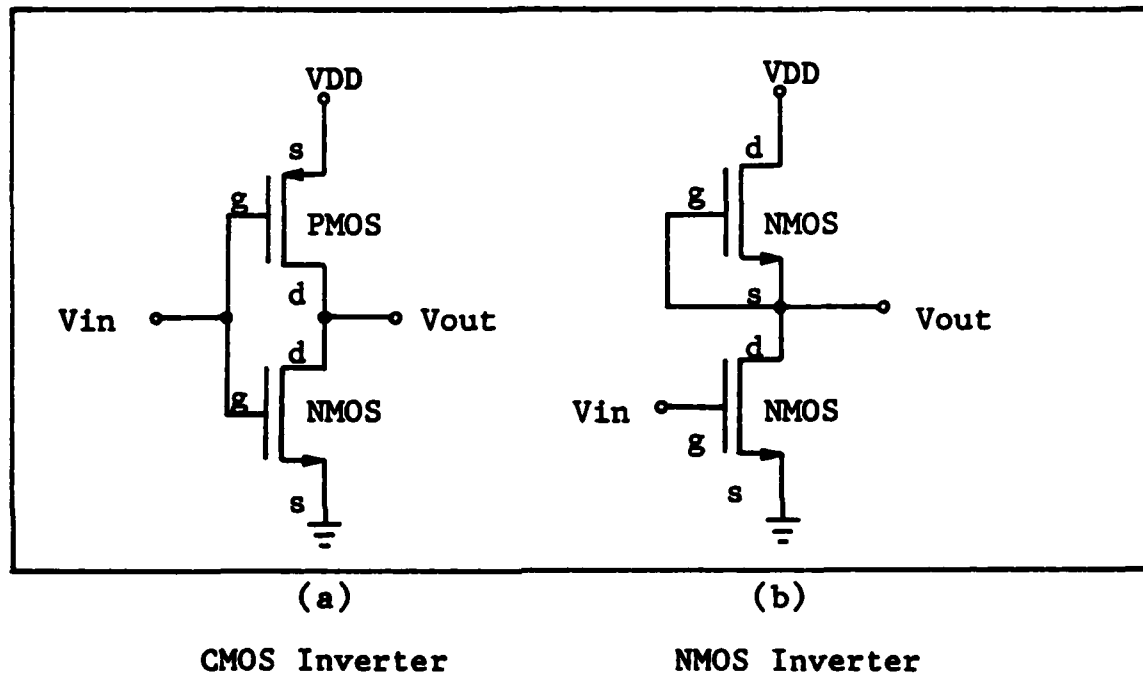 VDD
s
g
PMOS
d
Vin
Vout
d
g
NMOS
s
VDD
d
g
NMOS
s
Vout
d
Vin
NMOS
g
s
(a)
(b)
CMOS Inverter
NMOS Inverter